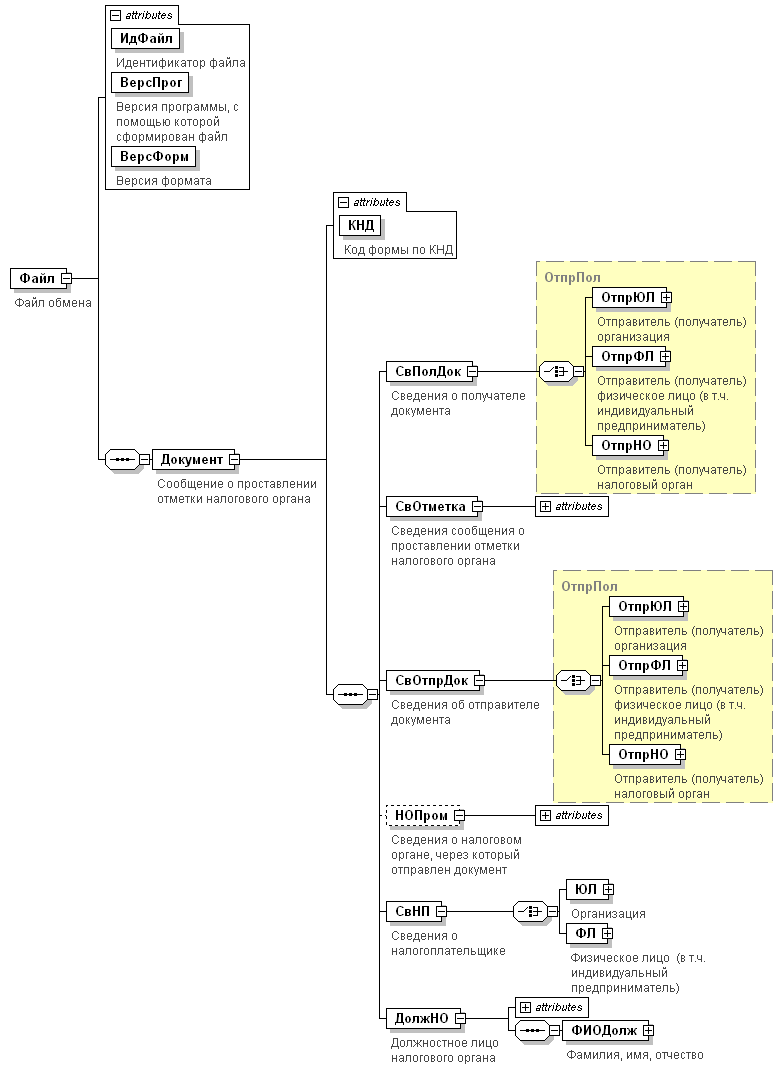 attributes
ИдФайл
Идентификатор файла
ВерсПрог
Версия программы, с
помощью которой
сформирован файл
ВерсФорм
Версия формата
Файл
Файл обмена
Документ
Сообщение о проставлении
отметки налогового органа
attributes
КНД
Код формы по КНД
СвПолДок
Сведения о получателе
документа
ОтпрПол
ОтпрЮЛ
Отправитель (получатель)
организация
ОтпрФЛ
Отправитель (получатель)
физическое лицо (в т.ч.
индивидуальный
предприниматель)
ОтпрНО
Отправитель (получатель)
налоговый орган
СвОтметка
Сведения сообщения о
проставлении отметки
налогового органа
attributes
СвОтпрДок
Сведения об отправителе
документа
ОтпрПол
ОтпрЮЛ
Отправитель (получатель)
организация
ОтпрФЛ
Отправитель (получатель)
физическое лицо (в т.ч.
индивидуальный
предприниматель)
ОтпрНО
Отправитель (получатель)
налоговый орган
НОПром
Сведения о налоговом
органе, через который
отправлен документ
attributes
СвНП
Сведения о
налогоплательщике
ЮЛ
Организация
ФЛ
Физическое лицо (в т.ч.
индивидуальный
предприниматель)
ДолжНО
Должностное лицо
налогового органа
attributes
ФИОДолж
Фамилия, имя, отчество